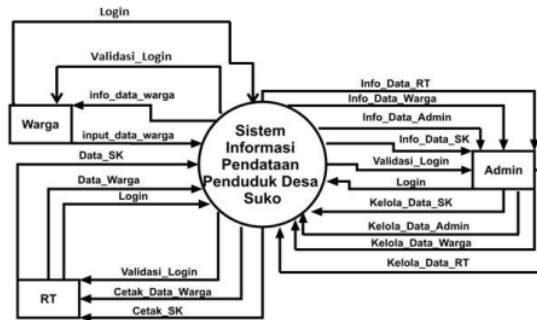 Login
Validasi_Login
info_data_warga
Warga
input_data_warga
Data_SK
Data_Warga
Login
Sistem
Informasi
Pendataan
Penduduk Desa
Suko
Info_Data_RT
Info_Data_Warga
Info_Data_Admin
Info_Data_SK
Validasi_Login
Admin
Login
Kelola_Data_SK
Kelola_Data_Admin
Kelola_Data_Warga
Kelola_Data_RT
Validasi_Login
RT
Cetak_Data_Warga
Cetak_SK